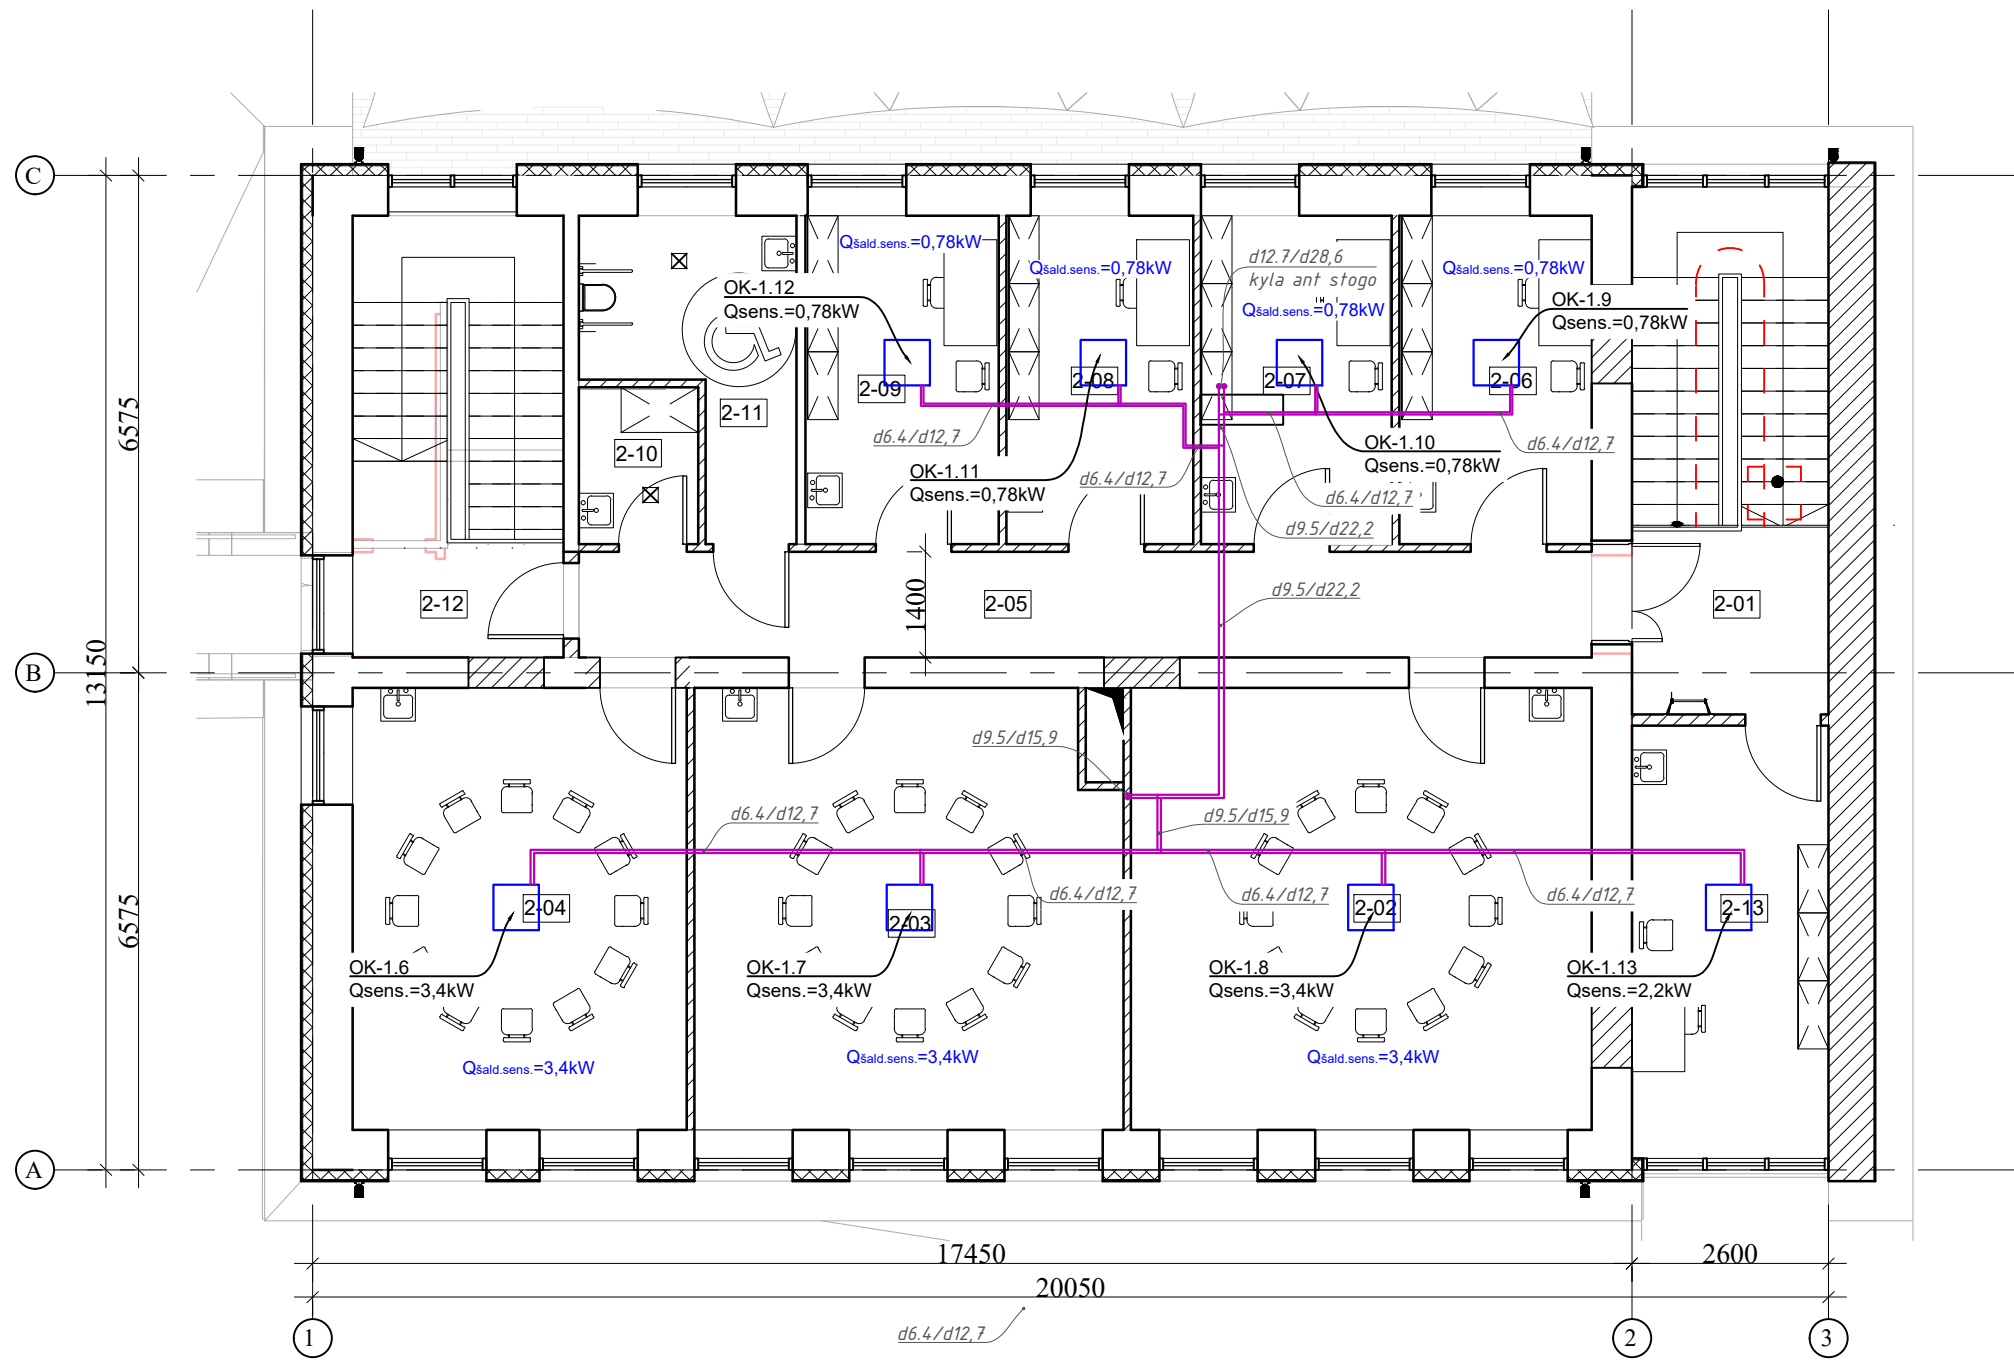 C
Qšald.sens.=0,78kW
Qšald.sens.=0,78kW
d12.7/d28,6
kyla ant stogo
Qšald.sens.=0,78kW
Qšald.sens.=0,78kW
OK-1.12
Qsens.=0,78kW
OK-1.9
Qsens.=0,78kW
2-09
2-08
2-07
2-06
2-11
2-10
6575
d6.4/d12,7
OK-1.11
Qsens.=0,78kW
d6.4/d12,7
OK-1.10
Qsens.=0,78kW
d6.4/d12,7
d6.4/d12,7
d9.5/d22,2
d9.5/d22,2
2-12
1400
2-05
2-01
B
13150
d9.5/d15,9
d6.4/d12,7
d9.5/d15,9
6575
d6.4/d12,7
d6.4/d12,7
d6.4/d12,7
2-04
2-03
2-02
2-13
OK-1.6
Qsens.=3,4kW
OK-1.7
Qsens.=3,4kW
OK-1.8
Qsens.=3,4kW
OK-1.13
Qsens.=2,2kW
Qšald.sens.=3,4kW
Qšald.sens.=3,4kW
Qšald.sens.=3,4kW
A
17450
2600
20050
d6.4/d12,7
1
2
3